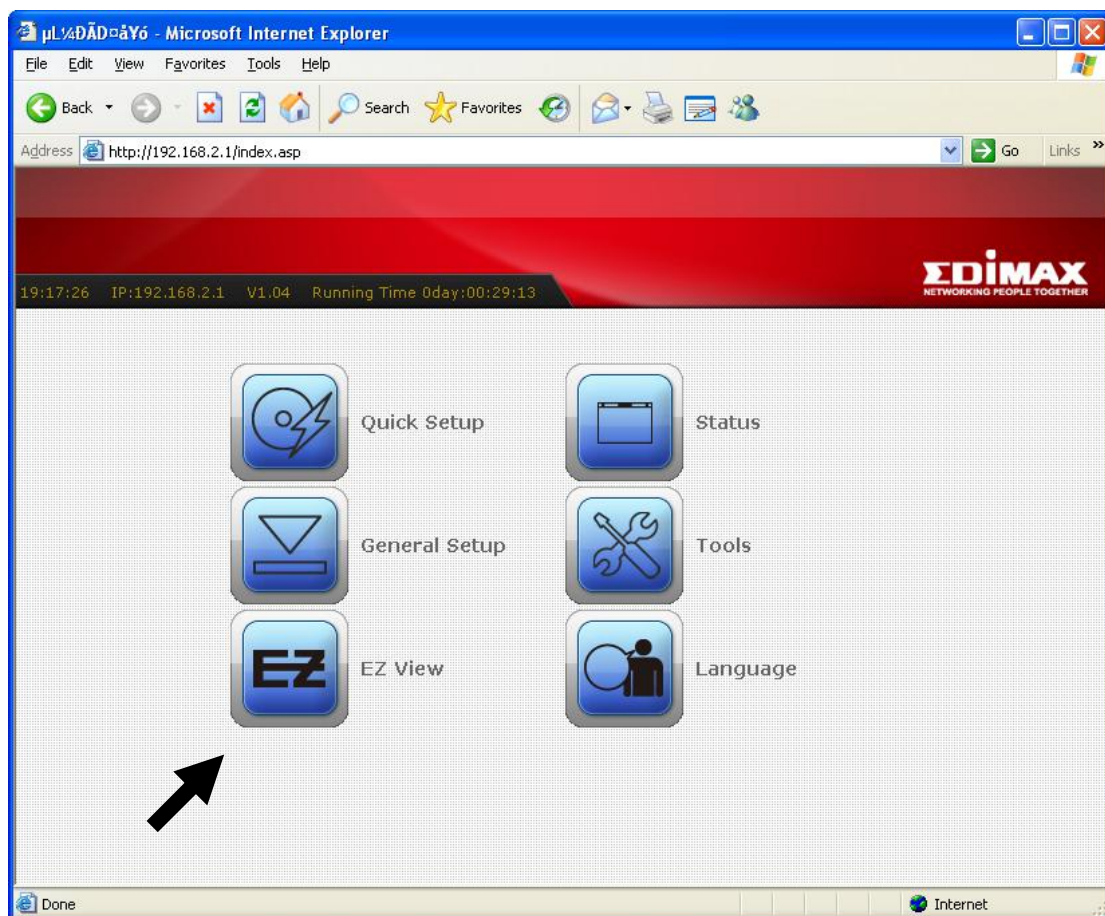 µL¼ÐÃD¤åYó - Microsoft Internet Explorer
File Edit View Favorites Tools Help
Back Search Favorites
Address http://192.168.2.1/index.asp Go Links »
EDiMAX
NETWORKING PEOPLE TOGETHER
19:17:26 IP:192.168.2.1 V1.04 Running Time 0day:00:29:13
Quick Setup Status
General Setup Tools
EZ EZ View Language
Done Internet